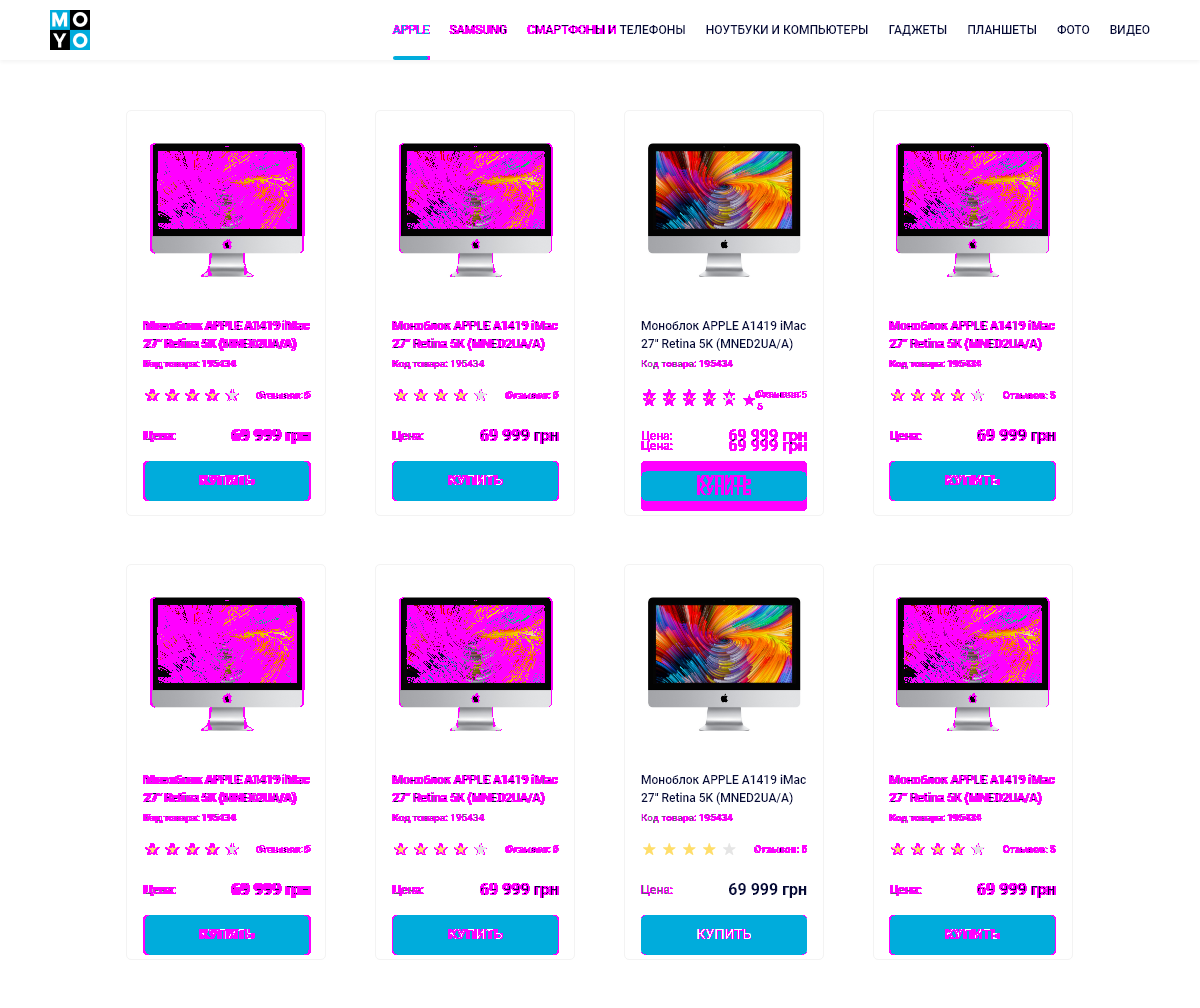 MO
YO
APPLE SAMSUNG СМАРТФОНЫ И ТЕЛЕФОНЫ НОУТБУКИ И КОМПЬЮТЕРЫ ГАДЖЕТЫ ПЛАНШЕТЫ ФОТО ВИДЕО
Моноблок APPLE A1419 iMac
27" Retina 5K (MNED2UA/A)
Код товара: 195434
Отзывов: 5
Цена: 69 999 грн
КУПИТЬ
Моноблок APPLE A1419 iMac
27" Retina 5K (MNED2UA/A)
Код товара: 195434
Отзывов: 5
Цена: 69 999 грн
КУПИТЬ
Моноблок APPLE A1419 iMac
27" Retina 5K (MNED2UA/A)
Код товара: 195434
Отзывов: 5
5
Цена: 69 999 грн
Цена: 69 999 грн
КУПИТЬ
КУПИТЬ
Моноблок APPLE A1419 iMac
27" Retina 5K (MNED2UA/A)
Код товара: 195434
Отзывов: 5
Цена: 69 999 грн
КУПИТЬ
Моноблок APPLE A1419 iMac
27" Retina 5K (MNED2UA/A)
Код товара: 195434
Отзывов: 5
Цена: 69 999 грн
КУПИТЬ
Моноблок APPLE A1419 iMac
27" Retina 5K (MNED2UA/A)
Код товара: 195434
Отзывов: 5
Цена: 69 999 грн
КУПИТЬ
Моноблок APPLE A1419 iMac
27" Retina 5K (MNED2UA/A)
Код товара: 195434
Отзывов: 5
Цена: 69 999 грн
КУПИТЬ
Моноблок APPLE A1419 iMac
27" Retina 5K (MNED2UA/A)
Код товара: 195434
Отзывов: 5
Цена: 69 999 грн
КУПИТЬ